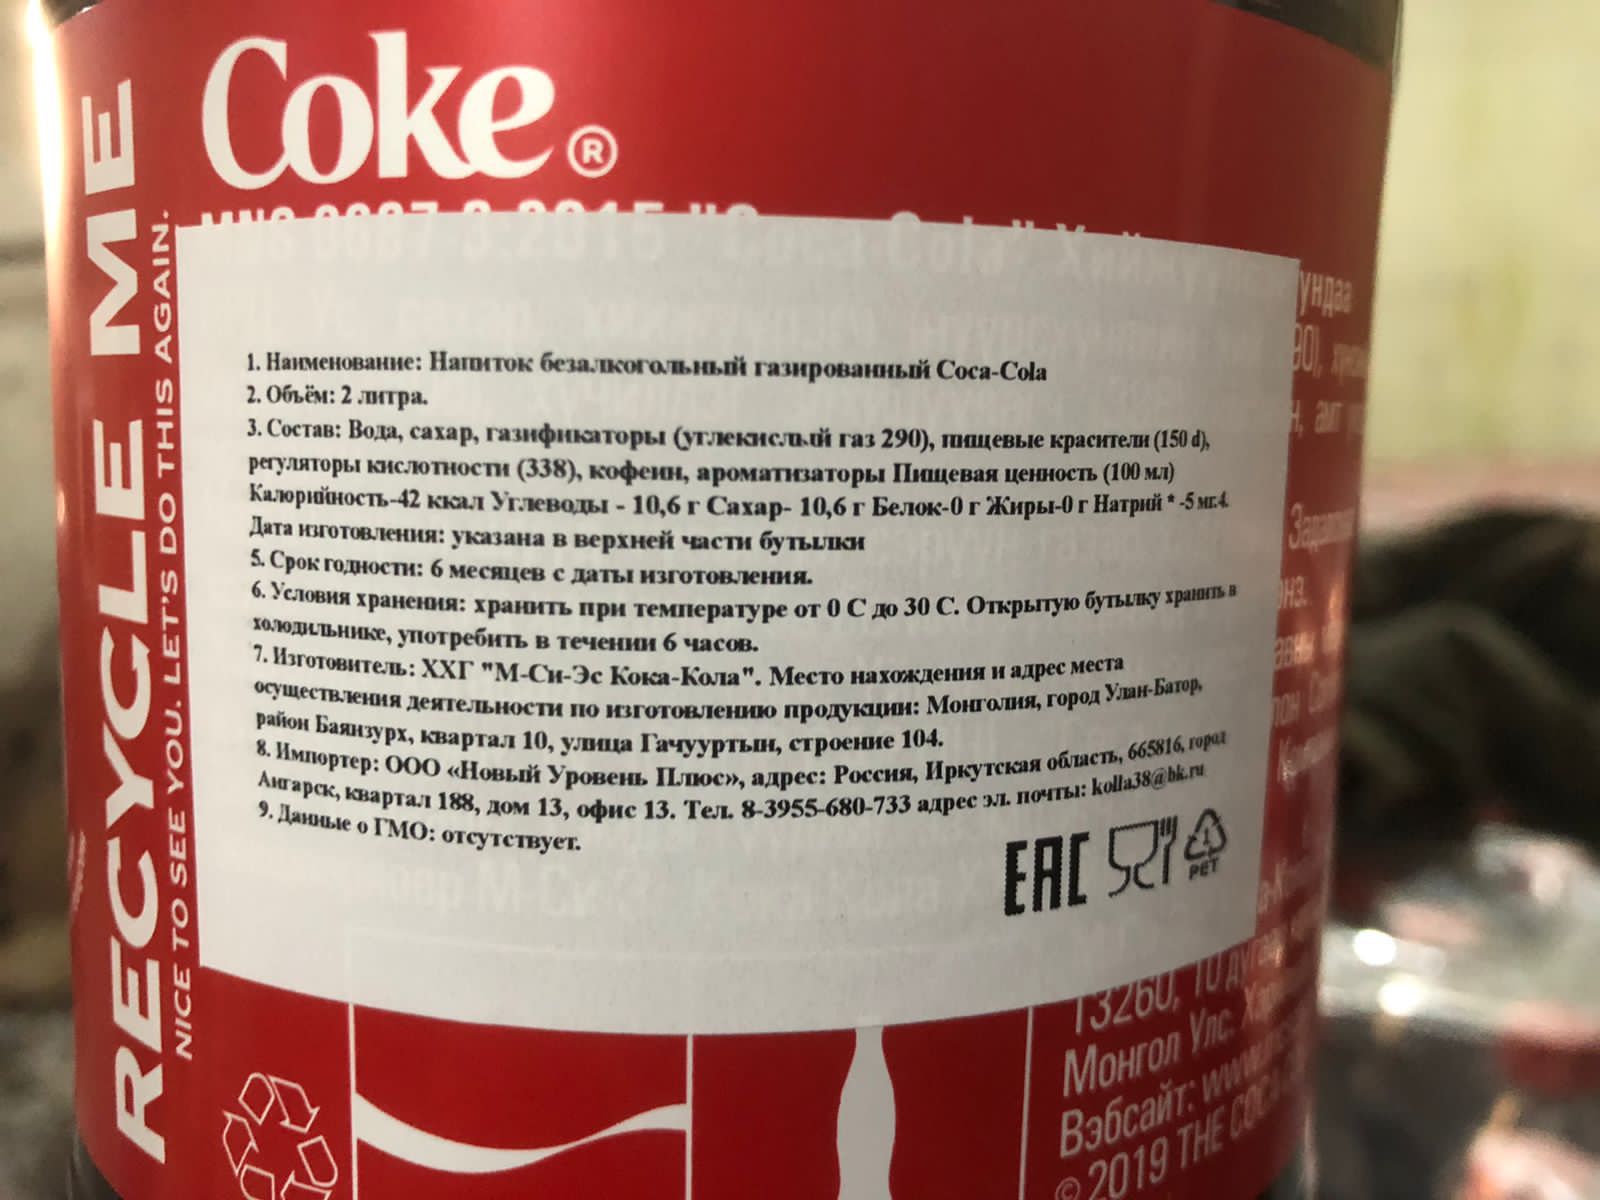 Coke®
RECYCLE ME
NICE TO SEE YOU. LET'S DO THIS AGAIN.
1. Наименование: Напиток безалкогольный газированный Coca-Cola
2. Объём: 2 литра.
3. Состав: Вода, сахар, газификаторы (углекислый газ 290), пищевые красители (150 d),
регуляторы кислотности (338), кофеин, ароматизаторы Пищевая ценность (100 мл)
Калорийность-42 ккал Углеводы - 10,6 г Сахар- 10,6 г Белок-0 г Жиры-0 г Натрий * -5 мг.4.
Дата изготовления: указана в верхней части бутылки
5. Срок годности: 6 месяцев с даты изготовления.
6. Условия хранения: хранить при температуре от 0 С до 30 С. Открытую бутылку хранить в
холодильнике, употребить в течении 6 часов.
7. Изготовитель: ХХГ "М-Си-Эс Кока-Кола". Место нахождения и адрес места
осуществления деятельности по изготовлению продукции: Монголия, город Улан-Батор,
район Баянзурх, квартал 10, улица Гачууртын, строение 104.
8. Импортер: ООО «Новый Уровень Плюс», адрес: Россия, Иркутская область, 665816, город
Ангарск, квартал 188, дом 13, офис 13. Тел. 8-3955-680-733 адрес эл. почты: kolla38@bk.ru
9. Данные о ГМО: отсутствует.
EAC
1
PET
13260, 10
Монгол Улс.
Вэбсайт:
© 2019 THE